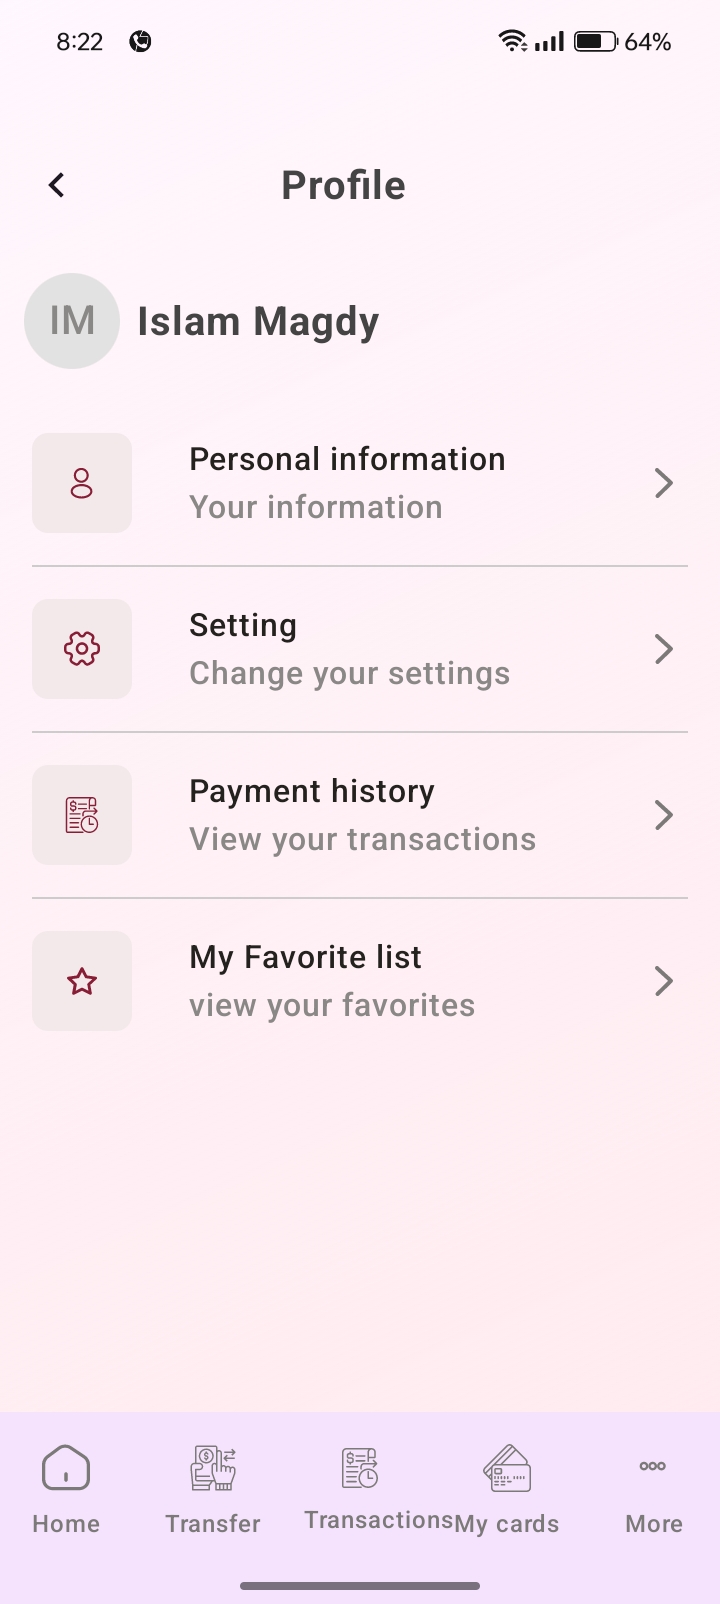 8:22
64%
Profile
IM
Islam Magdy
Personal information
Your information
Setting
Change your settings
Payment history
View your transactions
My Favorite list
view your favorites
Home
Transfer
Transactions
My cards
More